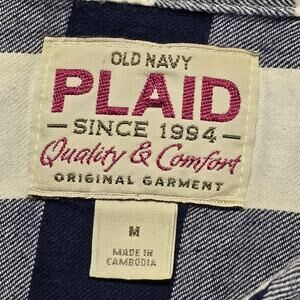 OLD NAVY
PLAID
— SINCE 1994 —
Quality & Comfort
ORIGINAL GARMENT
M
MADE IN
CAMBODIA